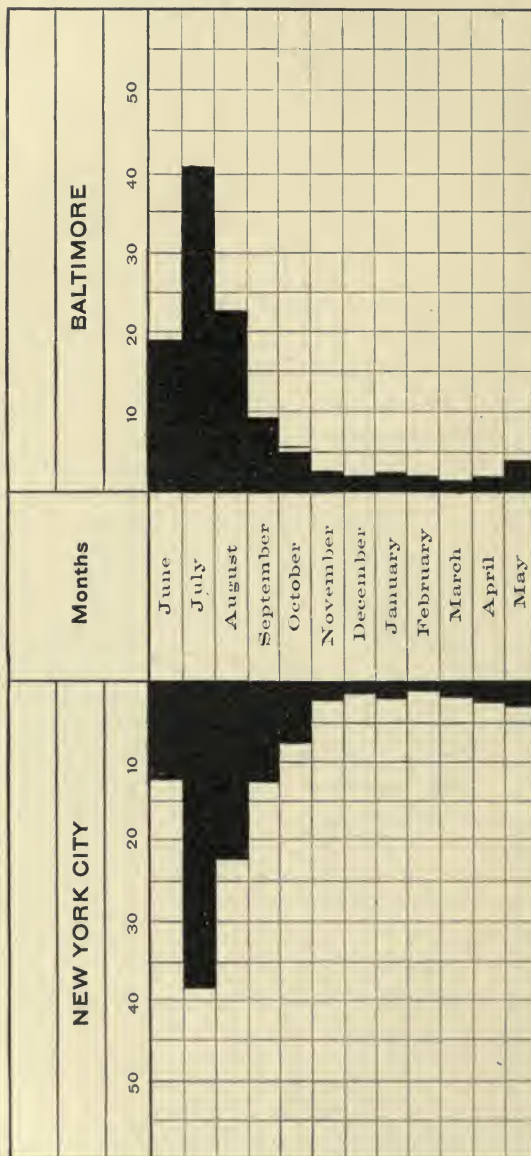 NEW YORK CITY
Months
BALTIMORE
50 40 30 20 10
10 20 30 40 50
June
July
August
September
October
November
December
January
February
March
April
May